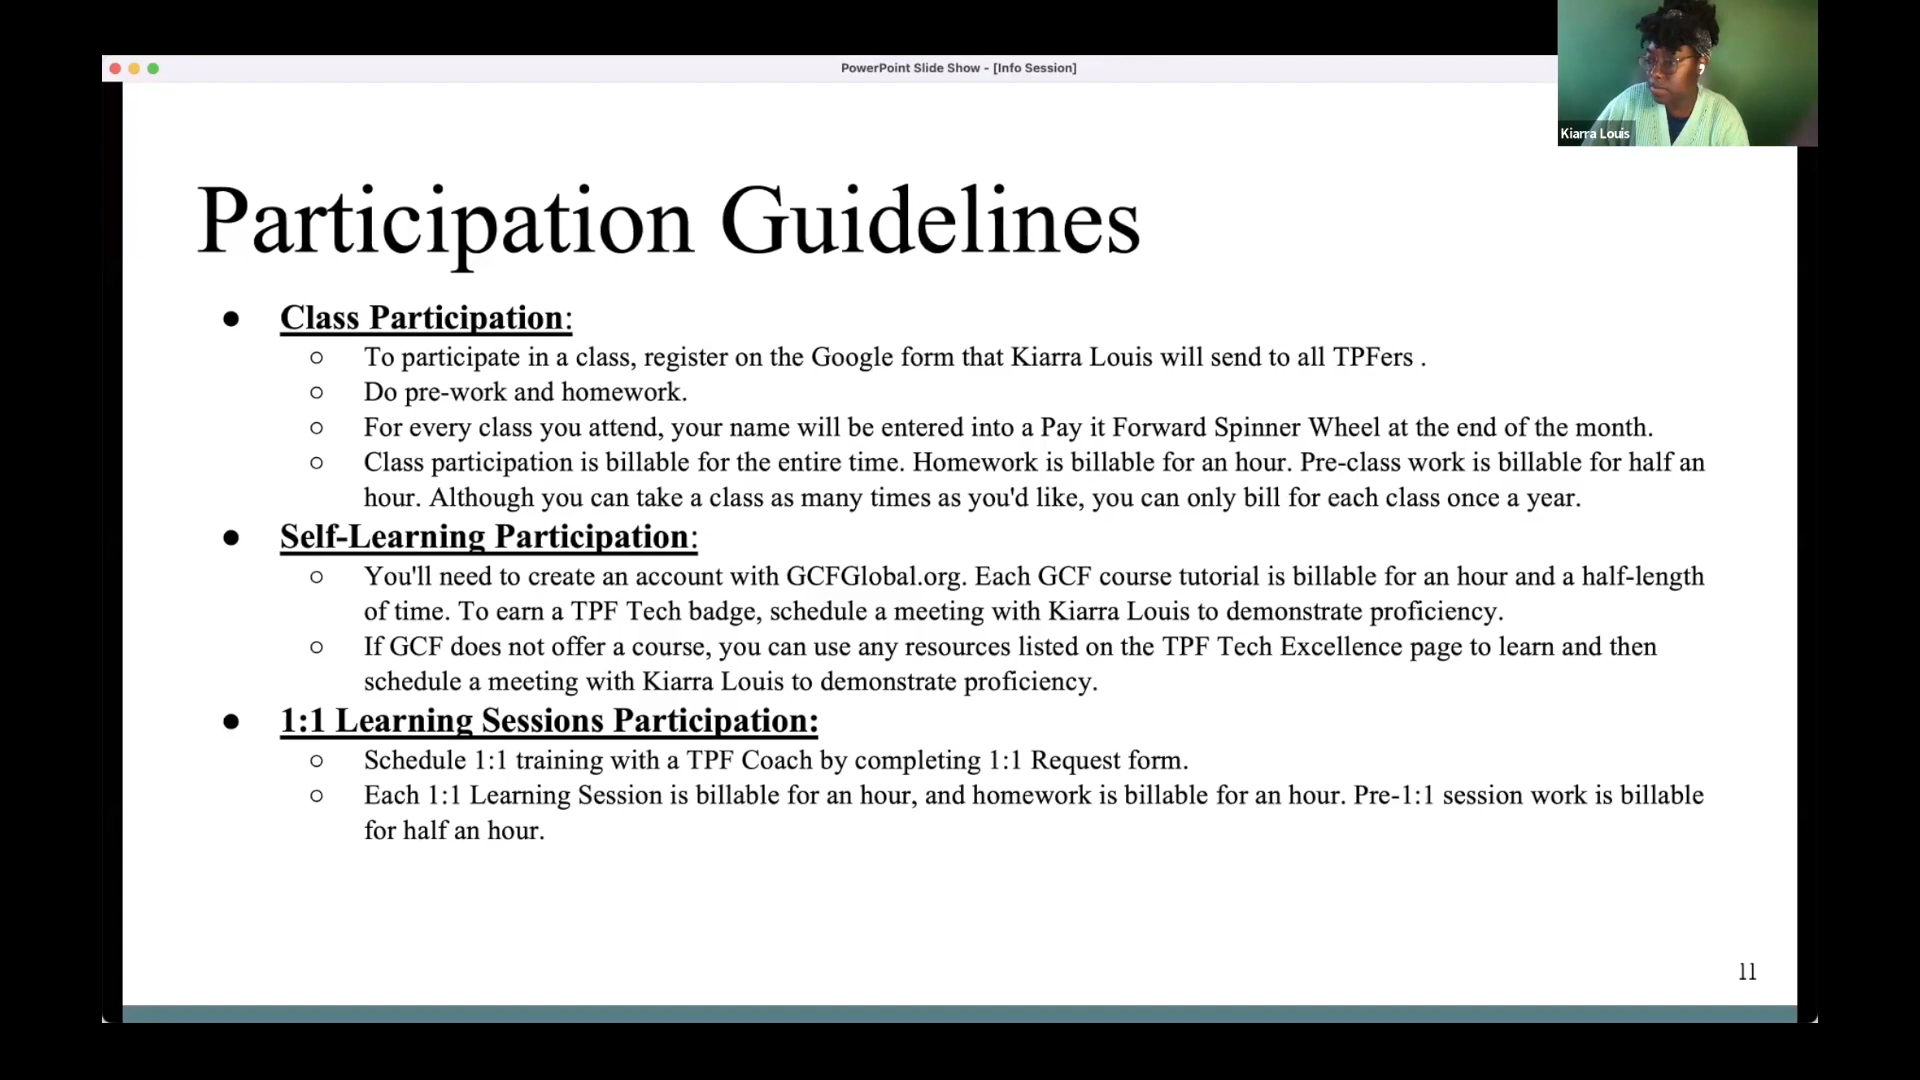 PowerPoint Slide Show - [Info Session]
Kiarra Louis
Participation Guidelines
● Class Participation:
○ To participate in a class, register on the Google form that Kiarra Louis will send to all TPFers .
○ Do pre-work and homework.
○ For every class you attend, your name will be entered into a Pay it Forward Spinner Wheel at the end of the month.
○ Class participation is billable for the entire time. Homework is billable for an hour. Pre-class work is billable for half an
hour. Although you can take a class as many times as you'd like, you can only bill for each class once a year.
● Self-Learning Participation:
○ You'll need to create an account with GCFGlobal.org. Each GCF course tutorial is billable for an hour and a half-length
of time. To earn a TPF Tech badge, schedule a meeting with Kiarra Louis to demonstrate proficiency.
○ If GCF does not offer a course, you can use any resources listed on the TPF Tech Excellence page to learn and then
schedule a meeting with Kiarra Louis to demonstrate proficiency.
● 1:1 Learning Sessions Participation:
○ Schedule 1:1 training with a TPF Coach by completing 1:1 Request form.
○ Each 1:1 Learning Session is billable for an hour, and homework is billable for an hour. Pre-1:1 session work is billable
for half an hour.
11